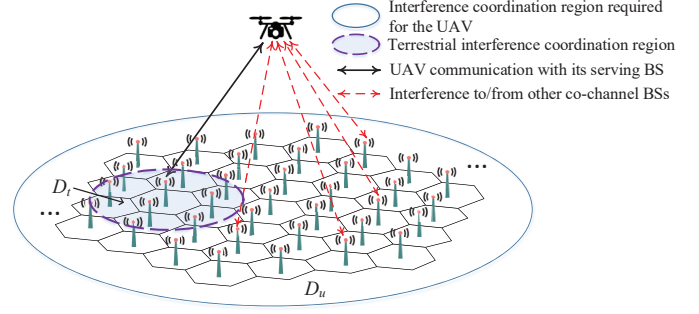 Interference coordination region required
for the UAV
Terrestrial interference coordination region
UAV communication with its serving BS
Interference to/from other co-channel BSs
...
D_t
...
D_u